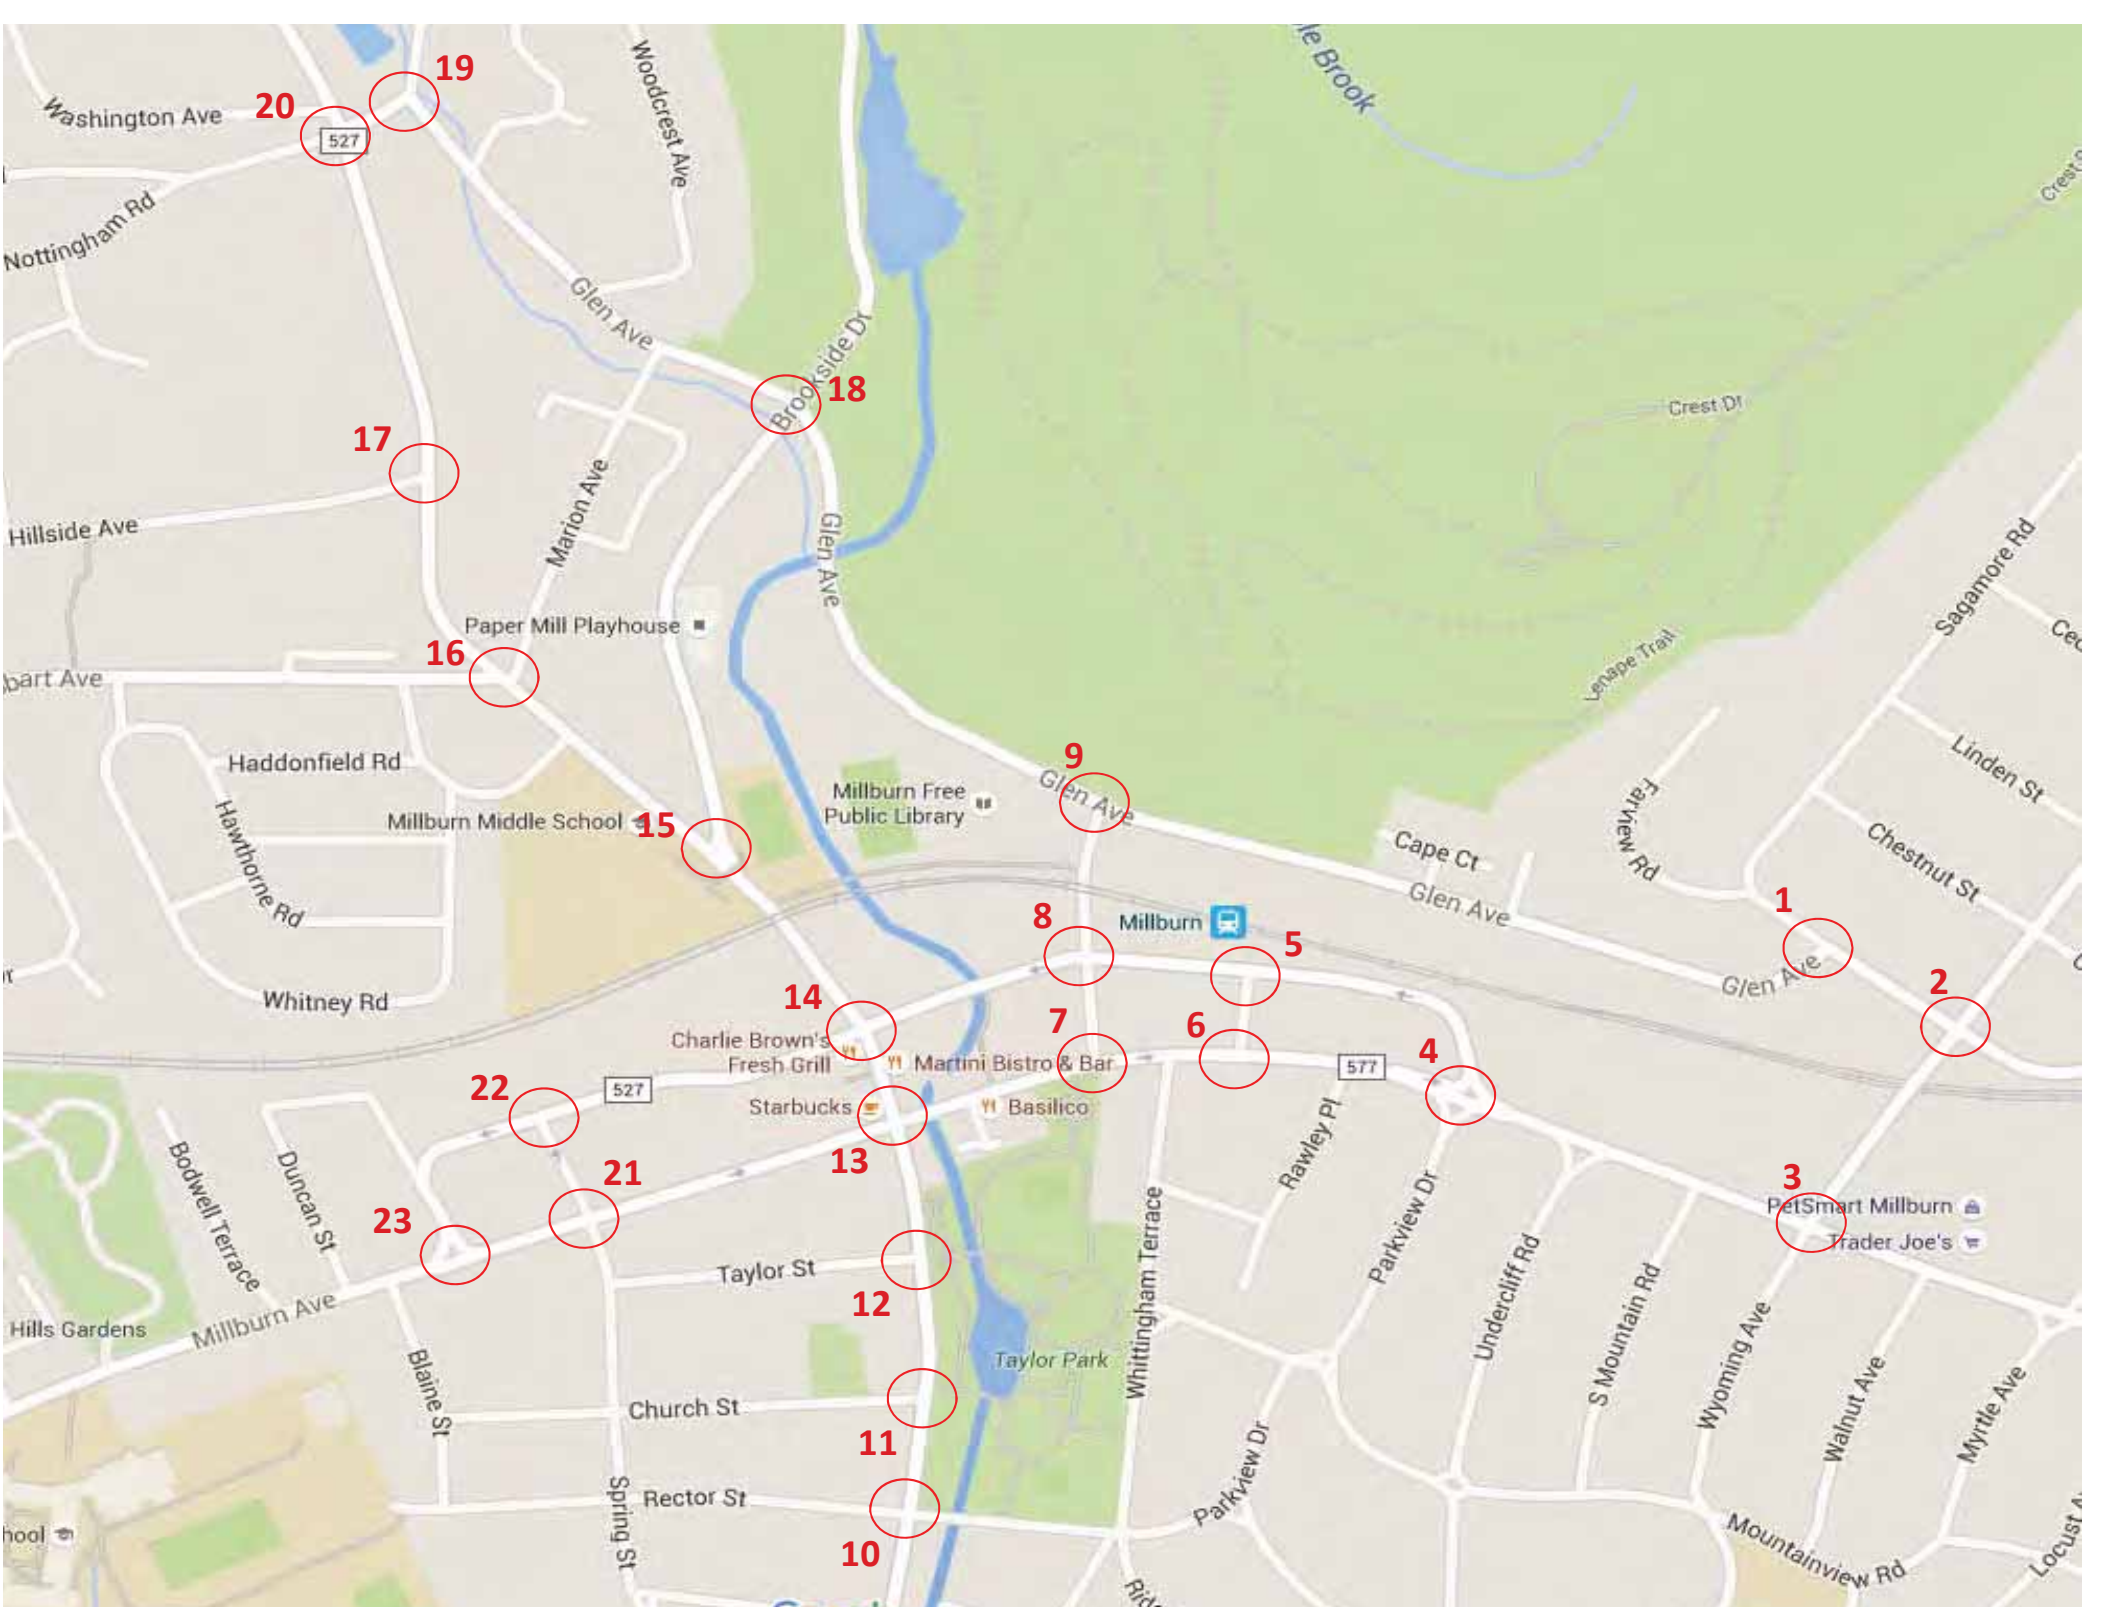 19
20
Washington Ave
527
Woodcrest Ave
le Brook
Crest
Nottingham Rd
Glen Ave
Brookside Dr
18
Crest Dr
17
Hillside Ave
Marion Ave
Glen Ave
Sagamore Rd
Paper Mill Playhouse
16
bart Ave
Lenape Trail
Ced
Haddonfield Rd
Millburn Middle School
15
Hawthorne Rd
Whitney Rd
Millburn Free
Public Library
9
Glen Ave
Cape Ct
Glen Ave
Farview Rd
Linden St
Chestnut St
1
Glen Ave
2
8
Millburn
5
14
Charlie Brown's
Fresh Grill
Martini Bistro & Bar
7
6
577
4
Starbucks
Basilico
13
22
527
21
23
Bodwell Terrace
Duncan St
Millburn Ave
Hills Gardens
Blaine St
Taylor St
12
Church St
11
Rector St
10
Spring St
Taylor Park
Whittingham Terrace
Rawley Pl
Parkview Dr
Parkview Dr
Undercliff Rd
S Mountain Rd
3
PetSmart Millburn
Trader Joe's
Wyoming Ave
Walnut Ave
Myrtle Ave
Mountainview Rd
Locust A
Ridg
hool